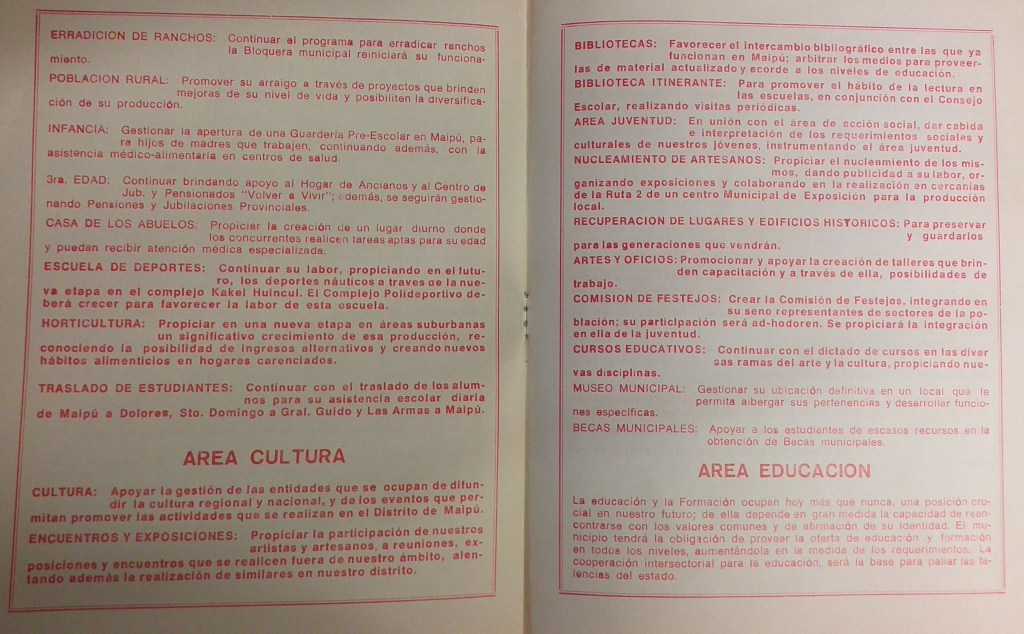 ERRADICION DE RANCHOS: Continuar el programa para erradicar ranchos
la Bloquera municipal reiniciará su funciona-
miento.
POBLACION RURAL: Promover su arraigo a través de proyectos que brinden
mejoras de su nivel de vida y posibiliten la diversifica-
ción de su producción.
INFANCIA: Gestionar la apertura de una Guardería Pre-Escolar en Maipú, pa-
ra hijos de madres que trabajen, continuando además, con la
asistencia médico-alimentaria en centros de salud.
3ra. EDAD: Continuar brindando apoyo al Hogar de Ancianos y al Centro de
Jub. y Pensionados "Volver a Vivir"; además, se seguirán gestio-
nando Pensiones y Jubilaciones Provinciales.
CASA DE LOS ABUELOS: Propiciar la creación de un lugar diurno donde
los concurrentes realicen tareas aptas para su edad
y puedan recibir atención médica especializada.
ESCUELA DE DEPORTES: Continuar su labor, propiciando en el futu-
ro, los deportes náuticos a traves de la nue-
va etapa en el complejo Kakel Huincul. El Complejo Polideportivo de-
berá crecer para favorecer la labor de esta escuela.
HORTICULTURA: Propiciar en una nueva etapa en áreas suburbanas
un significativo crecimiento de esa producción, re-
conociendo la posibilidad de ingresos alternativos y creando nuevos
hábitos alimenticios en hogares carenciados.
TRASLADO DE ESTUDIANTES: Continuar con el traslado de los alum-
nos para su asistencia escolar diaria
de Maipú a Dolores, Sto. Domingo a Gral. Guido y Las Armas a Maipú.
AREA CULTURA
CULTURA: Apoyar la gestión de las entidades que se ocupan de difun-
dir la cultura regional y nacional, y de los eventos que per-
mitan promover las actividades que se realizan en el Distrito de Maipú.
ENCUENTROS Y EXPOSICIONES: Propiciar la participación de nuestros
artistas y artesanos, a reuniones, ex-
posiciones y encuentros que se realicen fuera de nuestro ámbito, alen-
tando además la realización de similares en nuestro distrito.
BIBLIOTECAS: Favorecer el intercambio bibliográfico entre las que ya
funcionan en Maipú; arbitrar los medios para proveer-
las de material actualizado y acorde a los niveles de educación.
BIBLIOTECA ITINERANTE: Para promover el hábito de la lectura en
las escuelas, en conjunción con el Consejo
Escolar, realizando visitas periódicas.
AREA JUVENTUD: En unión con el área de acción social, dar cabida
e interpretación de los requerimientos sociales y
culturales de nuestros jóvenes, instrumentando el área juventud.
NUCLEAMIENTO DE ARTESANOS: Propiciar el nucleamiento de los mis-
mos, dando publicidad a su labor, or-
ganizando exposiciones y colaborando en la realización en cercanías
de la Ruta 2 de un centro Municipal de Exposición para la producción
local.
RECUPERACION DE LUGARES Y EDIFICIOS HISTORICOS: Para preservar
y guardarlos
para las generaciones que vendrán.
ARTES Y OFICIOS: Promocionar y apoyar la creación de talleres que brin-
den capacitación y a través de ella, posibilidades de
trabajo.
COMISION DE FESTEJOS: Crear la Comisión de Festejos, integrando en
su seno representantes de sectores de la po-
blación; su participación será ad-hodoren. Se propiciará la integración
en ella de la juventud.
CURSOS EDUCATIVOS: Continuar con el dictado de cursos en las diver
sas ramas del arte y la cultura, propiciando nue-
vas disciplinas.
MUSEO MUNICIPAL: Gestionar su ubicación definitiva en un local que le
permita albergar sus pertenencias y desarrollar funcio-
nes específicas.
BECAS MUNICIPALES: Apoyar a los estudiantes de escasos recursos en la
obtención de Becas municipales.
AREA EDUCACION
La educación y la Formación ocupan hoy más que nunca, una posición cru-
cial en nuestro futuro; de ella depende en gran medida la capacidad de reen-
contrarse con los valores comunes y de afirmación de su identidad. El mu-
nicipio tendrá la obligación de proveer la oferta de educación y formación
en todos los niveles, aumentándola en la medida de los requerimientos. La
cooperación intersectorial para la educación, será la base para paliar las fa-
lencias del estado.